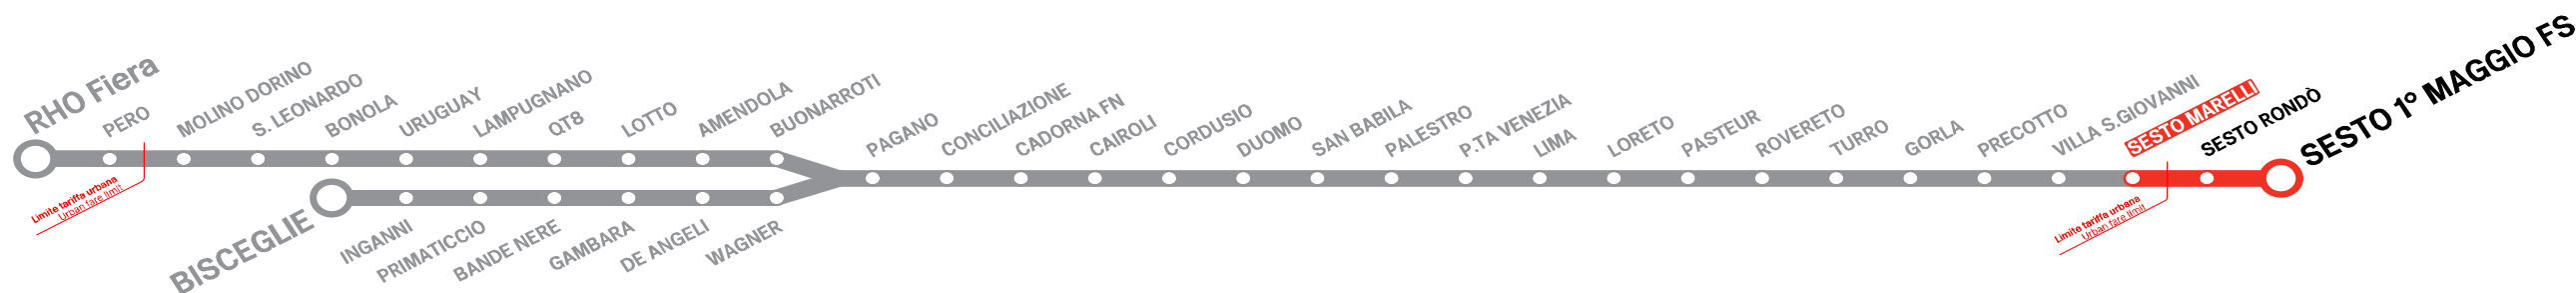 RHO Fiera
PERO
MOLINO DORINO
S. LEONARDO
BONOLA
URUGUAY
LAMPUGNANO
QT8
LOTTO
AMENDOLA
BUONARROTI
Limite tariffa urbana
Urban fare limit
BISCEGLIE
INGANNI
PRIMATICCIO
BANDE NERE
GAMBARA
DE ANGELI
WAGNER
PAGANO
CONCILIAZIONE
CADORNA FN
CAIROLI
CORDUSIO
DUOMO
SAN BABILA
PALESTRO
P.TA VENEZIA
LIMA
LORETO
PASTEUR
ROVERETO
TURRO
GORLA
PRECOTTO
VILLA S.GIOVANNI
SESTO MARELLI
SESTO RONDÒ
SESTO 1º MAGGIO FS
Limite tariffa urbana
Urban fare limit